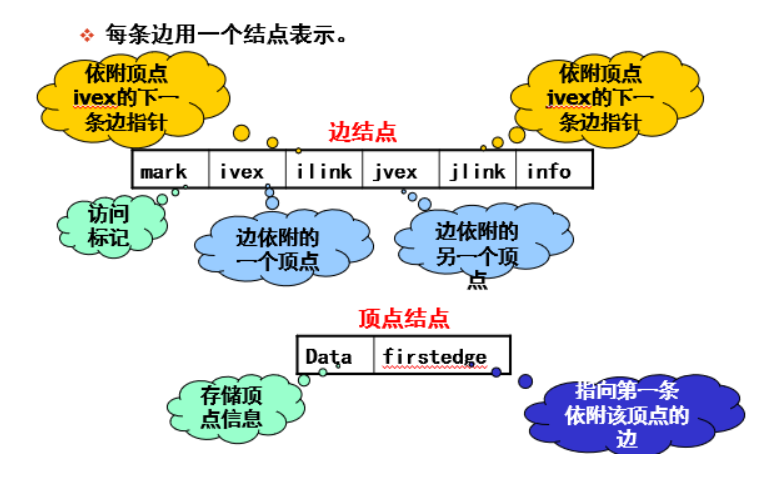 每条边用一个结点表示。
依附顶点
ivex的下一
条边指针
依附顶点
jvex的下一
条边指针
边结点
mark ivex ilink jvex jlink info
访问
标记
边依附的
一个顶点
边依附的
另一个顶
点
顶点结点
Data firstedge
存储顶
点信息
指向第一条
依附该顶点的
边